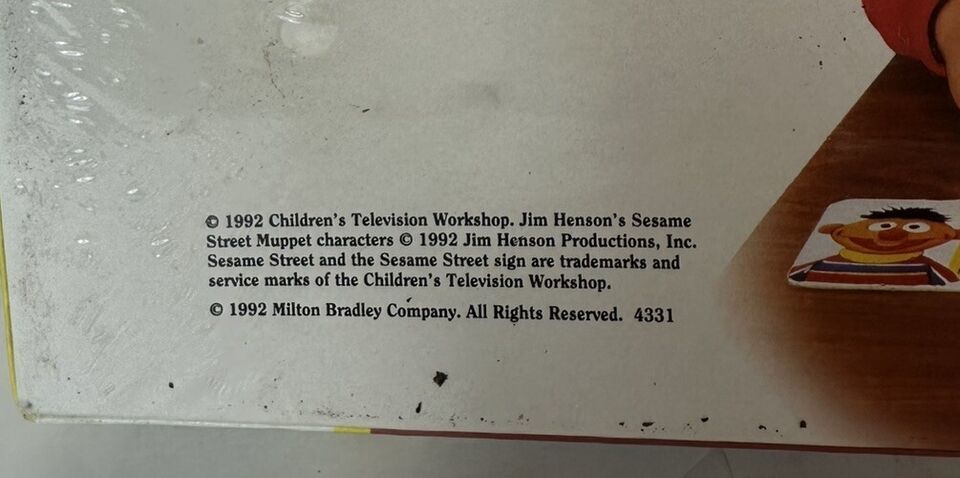 © 1992 Children's Television Workshop. Jim Henson's Sesame
Street Muppet characters © 1992 Jim Henson Productions, Inc.
Sesame Street and the Sesame Street sign are trademarks and
service marks of the Children's Television Workshop.
© 1992 Milton Bradley Company. All Rights Reserved. 4331